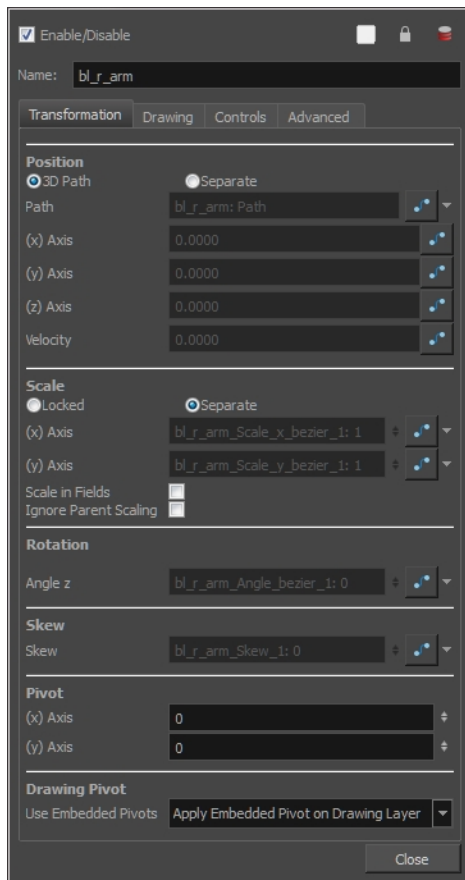 Enable/Disable
Name: bl_r_arm
Transformation Drawing Controls Advanced
Position
3D Path Separate
Path bl_r_arm: Path
(x) Axis 0.0000
(y) Axis 0.0000
(z) Axis 0.0000
Velocity 0.0000
Scale
Locked Separate
(x) Axis bl_r_arm_Scale_x_bezier_1: 1
(y) Axis bl_r_arm_Scale_y_bezier_1: 1
Scale in Fields
Ignore Parent Scaling
Rotation
Angle z bl_r_arm_Angle_bezier_1: 0
Skew
Skew bl_r_arm_Skew_1: 0
Pivot
(x) Axis 0
(y) Axis 0
Drawing Pivot
Use Embedded Pivots Apply Embedded Pivot on Drawing Layer
Close